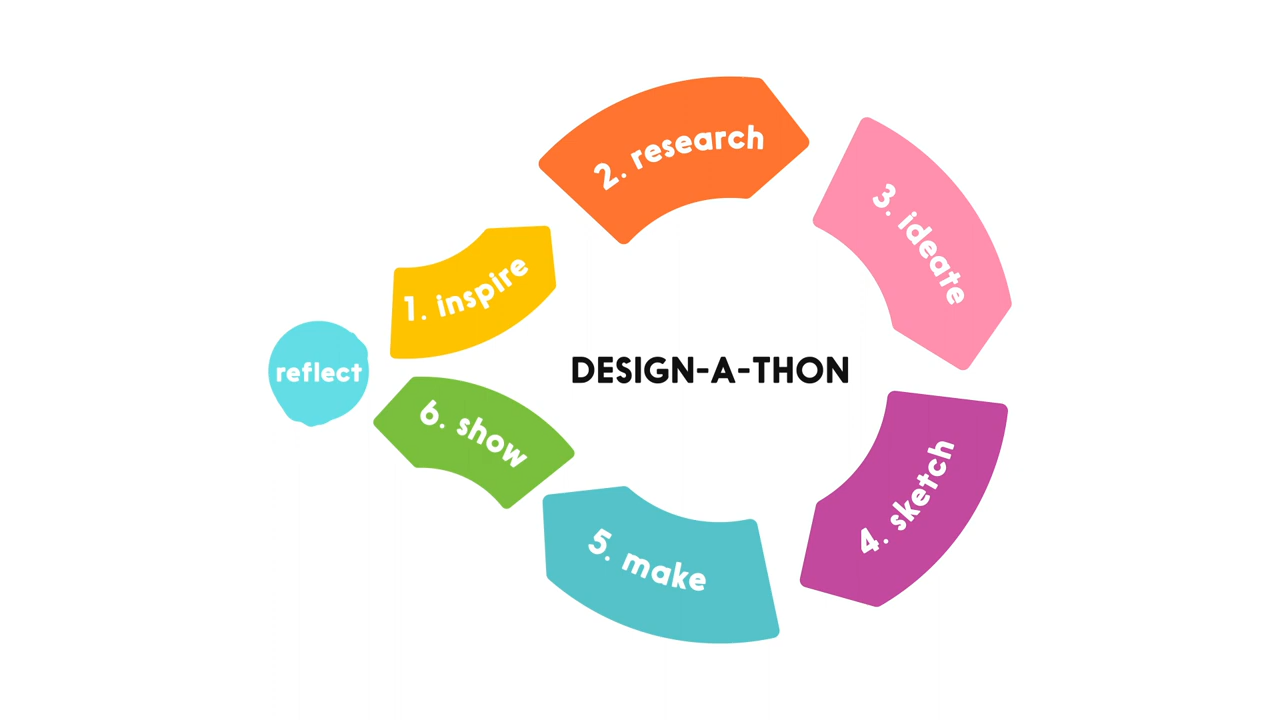 2. research
3. ideate
1. inspire
reflect
DESIGN-A-THON
6. show
4. sketch
5. make